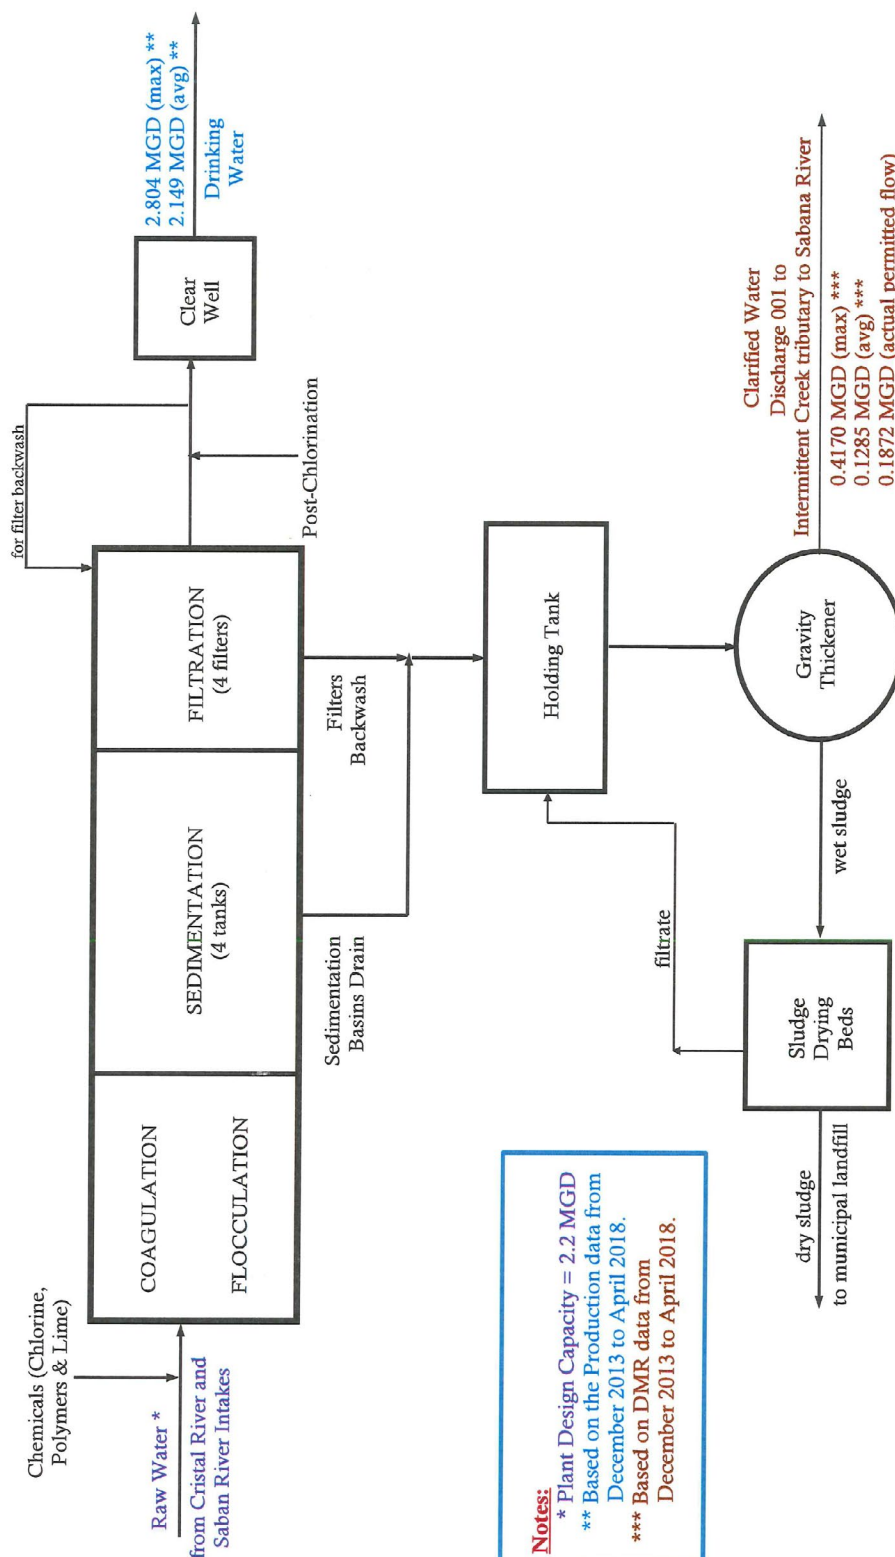 Chemicals (Chlorine,
Polymers & Lime)
Raw Water *
from Cristal River and
Saban River Intakes
COAGULATION
FLOCCULATION
SEDIMENTATION
(4 tanks)
FILTRATION
(4 filters)
for filter backwash
Post-Chlorination
Clear
Well
2.804 MGD (max) **
2.149 MGD (avg) **
Drinking
Water
Sedimentation
Basins Drain
Filters
Backwash
Holding Tank
filtrate
Gravity
Thickener
wet sludge
Sludge
Drying
Beds
dry sludge
to municipal landfill
Clarified Water
Discharge 001 to
Intermittent Creek tributary to Sabana River
0.4170 MGD (max) ***
0.1285 MGD (avg) ***
0.1872 MGD (actual permitted flow)
Notes:
* Plant Design Capacity = 2.2 MGD
** Based on the Production data from
December 2013 to April 2018.
*** Based on DMR data from
December 2013 to April 2018.